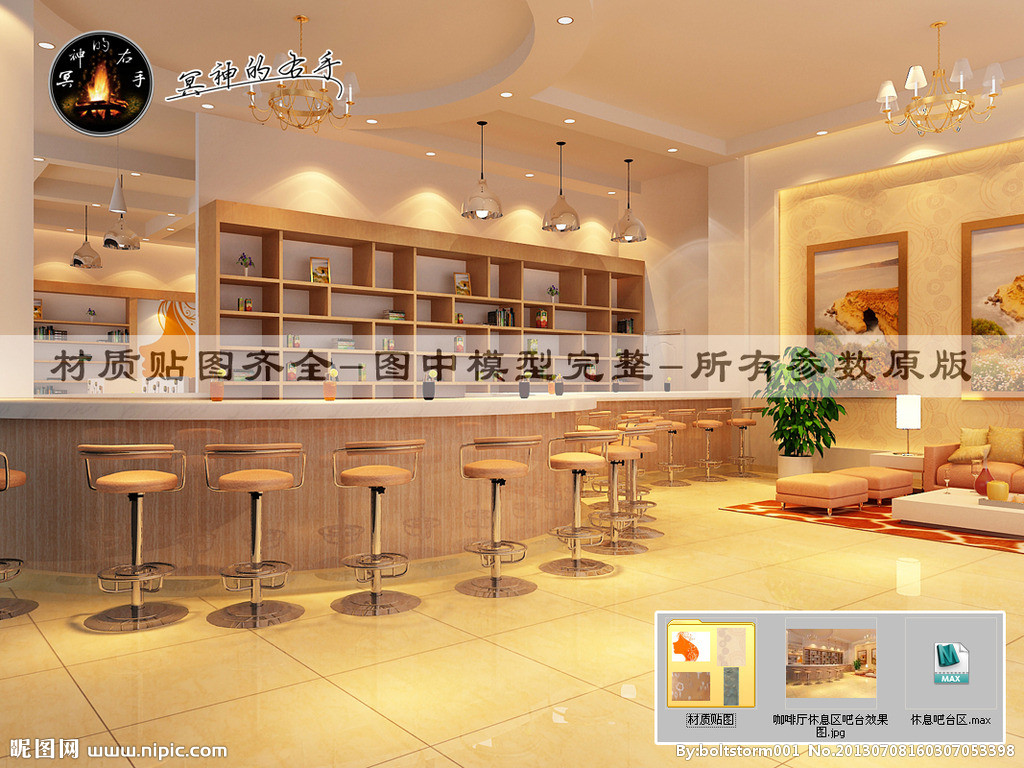 冥神的右手
冥神的右手
材质贴图齐全-图中模型完整-所有参数原版
MAX
材质贴图
咖啡厅休息区吧台效果
图.jpg
休息吧台区.max
昵图网 www.nipic.com
By:boltstorm001 No.20130708160307053398